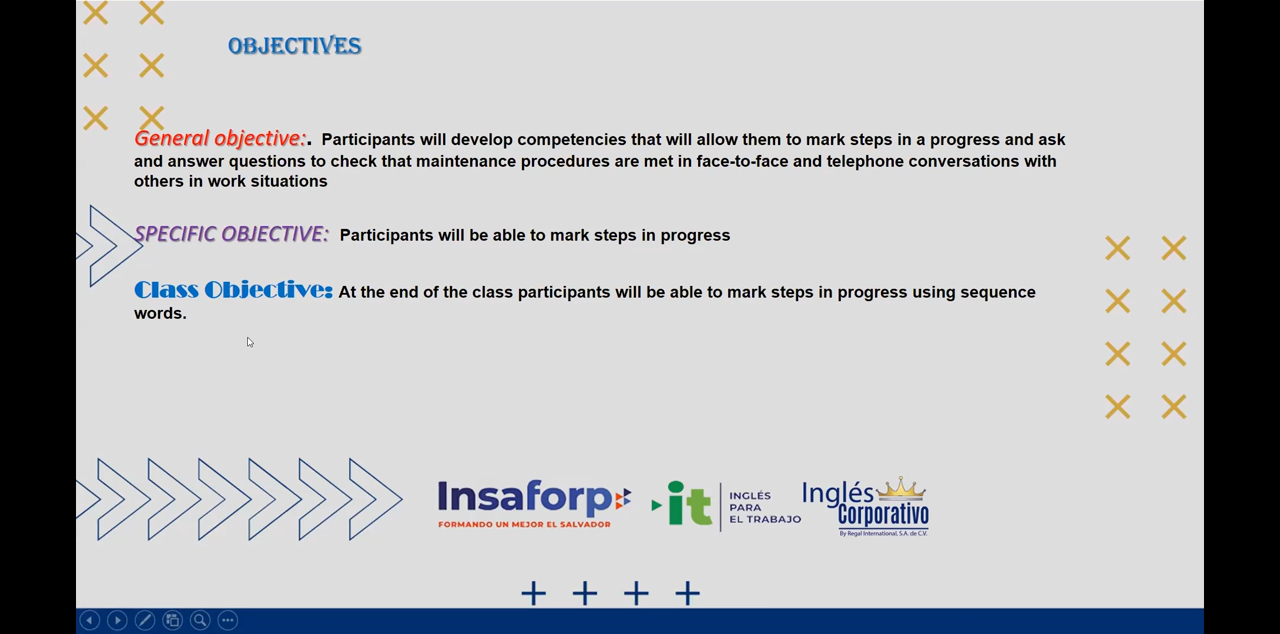 OBJECTIVES
General objective:. Participants will develop competencies that will allow them to mark steps in a progress and ask
and answer questions to check that maintenance procedures are met in face-to-face and telephone conversations with
others in work situations
SPECIFIC OBJECTIVE: Participants will be able to mark steps in progress
Class Objective: At the end of the class participants will be able to mark steps in progress using sequence
words.
Insaforp
FORMANDO UN MEJOR EL SALVADOR
it
INGLÉS
PARA
EL TRABAJO
Inglés
Corporativo
By Regal International, S.A. de C.V.